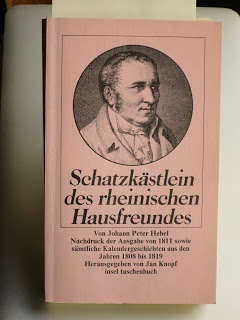 Schatzkästlein
des rheinischen
Hausfreundes
Von Johann Peter Hebel
Nachdruck der Ausgabe von 1811 sowie
sämtliche Kalendergeschichten aus den
Jahren 1808 bis 1819
Herausgegeben von Jan Knopf
insel taschenbuch